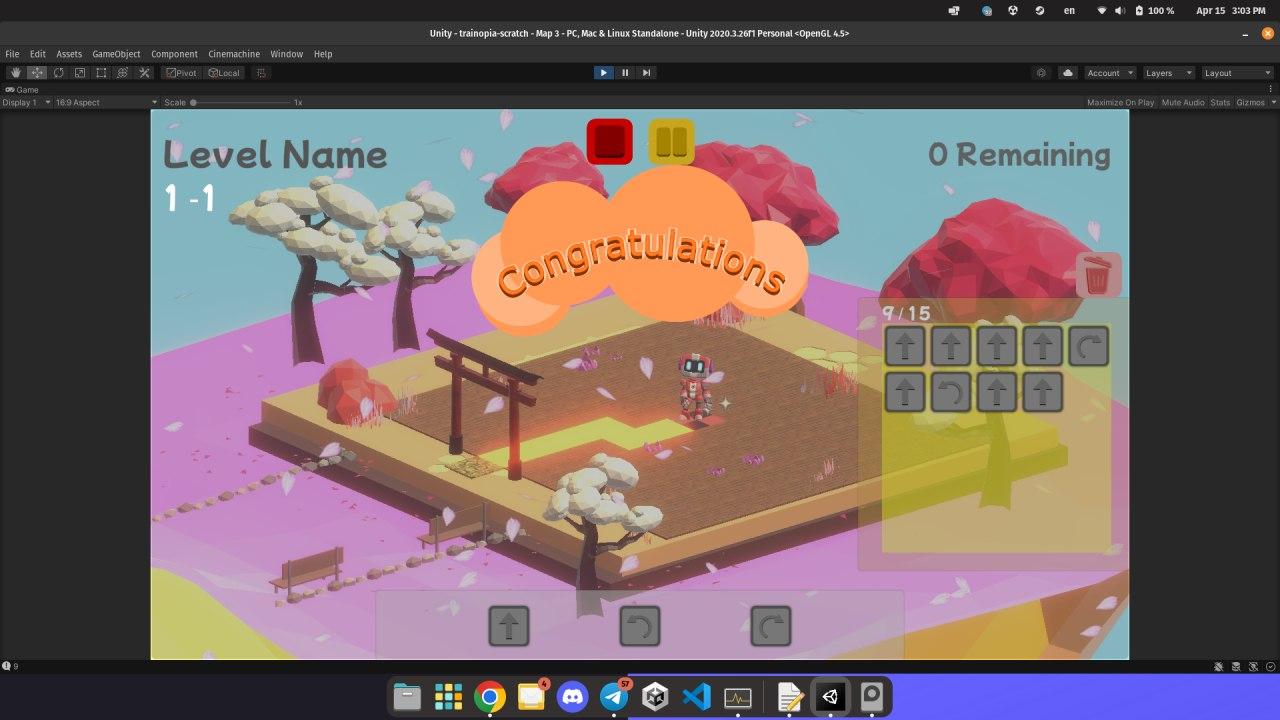 en 100 % Apr 15 3:03 PM
Unity - trainopia-scratch - Map 3 - PC, Mac & Linux Standalone - Unity 2020.3.26f1 Personal <OpenGL 4.5>
File Edit Assets GameObject Component Cinemachine Window Help
Pivot Local Account Layers Layout
Game
Display 1 16:9 Aspect Scale 1x Maximize On Play Mute Audio Stats Gizmos
Level Name
0 Remaining
1 -1
Congratulations
9/15
9
4
57